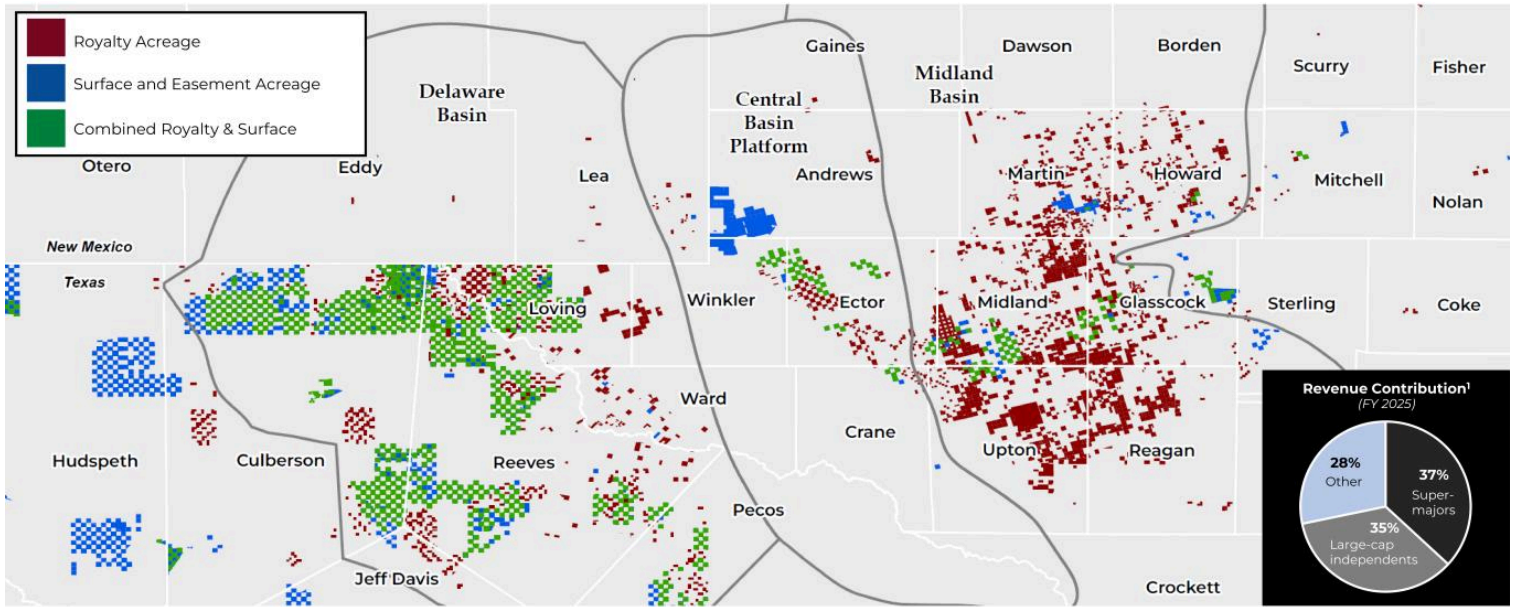 Royalty Acreage
Surface and Easement Acreage
Combined Royalty & Surface
Delaware
Basin
Central
Basin
Platform
Midland
Basin
Gaines
Dawson
Borden
Scurry
Fisher
Otero
Eddy
Lea
Andrews
Martin
Howard
Mitchell
Nolan
New Mexico
Texas
Loving
Winkler
Ector
Midland
Glasscock
Sterling
Coke
Ward
Crane
Upton
Reagan
Hudspeth
Culberson
Reeves
Pecos
Jeff Davis
Crockett
Revenue Contribution¹
(FY 2025)
28%
Other
37%
Super-
majors
35%
Large-cap
independents